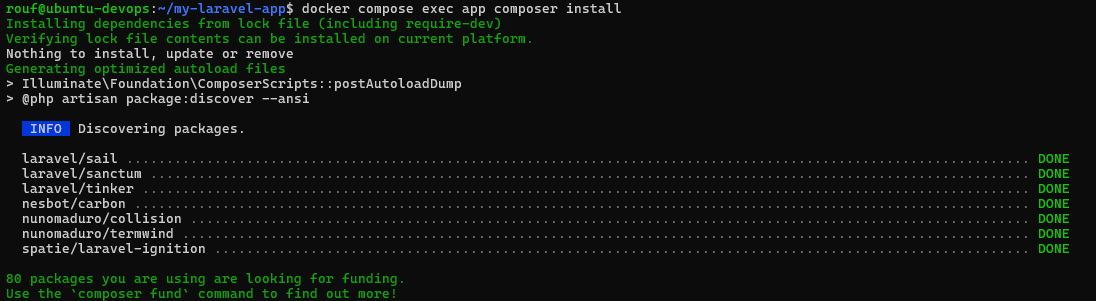 rouf@ubuntu-devops:~/my-laravel-app$ docker compose exec app composer install
Installing dependencies from lock file (including require-dev)
Verifying lock file contents can be installed on current platform.
Nothing to install, update or remove
Generating optimized autoload files
> Illuminate\Foundation\ComposerScripts::postAutoloadDump
> @php artisan package:discover --ansi
INFO Discovering packages.
laravel/sail ................................................................................................................. DONE
laravel/sanctum .............................................................................................................. DONE
laravel/tinker ............................................................................................................... DONE
nesbot/carbon ................................................................................................................ DONE
nunomaduro/collision ......................................................................................................... DONE
nunomaduro/termwind .......................................................................................................... DONE
spatie/laravel-ignition ...................................................................................................... DONE
80 packages you are using are looking for funding.
Use the `composer fund` command to find out more!